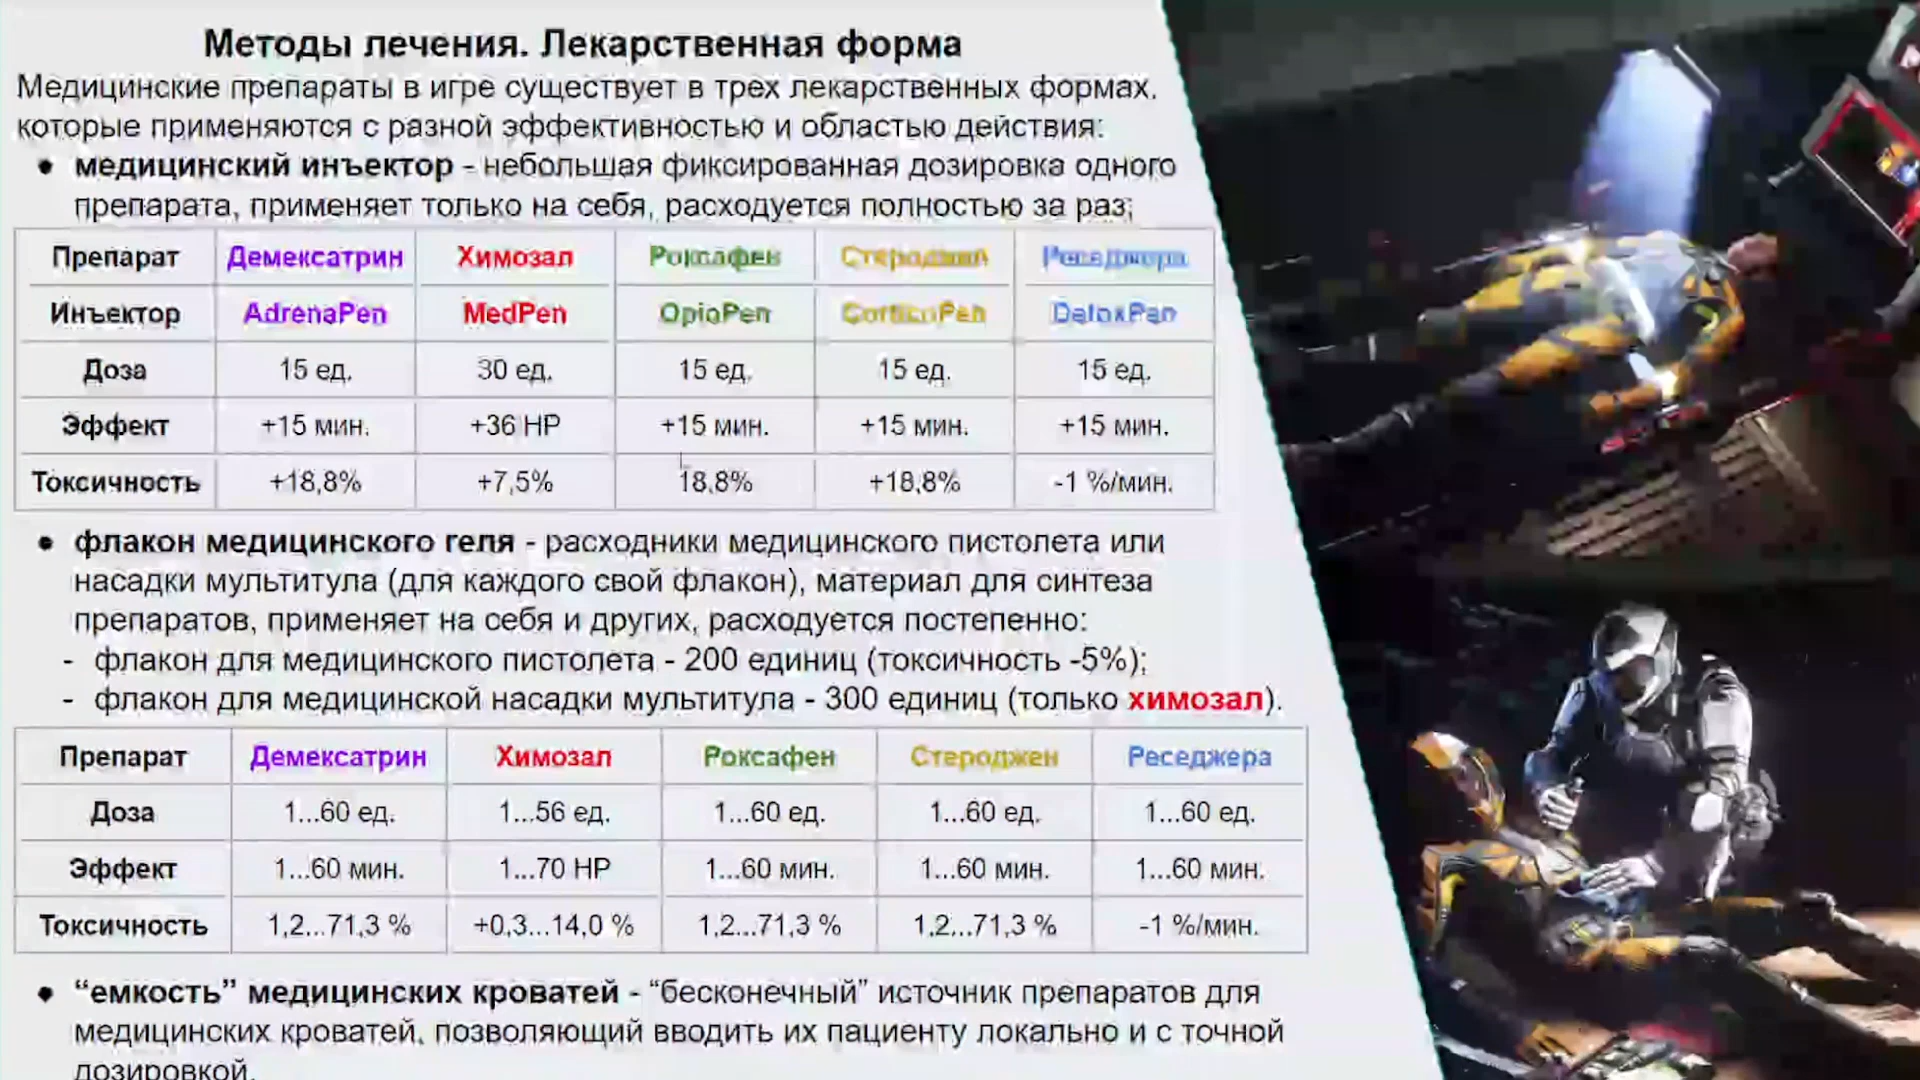 Методы лечения. Лекарственная форма
Медицинские препараты в игре существует в трех лекарственных формах,
которые применяются с разной эффективностью и областью действия:
● медицинский инъектор - небольшая фиксированная дозировка одного
препарата, применяет только на себя, расходуется полностью за раз;
Препарат Демексатрин Химозал Роксафен Стероджен Реседжера
Инъектор AdrenaPen MedPen OpioPen CorticoPen DetoxPen
Доза 15 ед. 30 ед. 15 ед. 15 ед. 15 ед.
Эффект +15 мин. +36 HP +15 мин. +15 мин. +15 мин.
Токсичность +18,8% +7,5% 18,8% +18,8% -1 %/мин.
● флакон медицинского геля - расходники медицинского пистолета или
насадки мультитула (для каждого свой флакон), материал для синтеза
препаратов, применяет на себя и других, расходуется постепенно:
- флакон для медицинского пистолета - 200 единиц (токсичность -5%);
- флакон для медицинской насадки мультитула - 300 единиц (только химозал).
Препарат Демексатрин Химозал Роксафен Стероджен Реседжера
Доза 1...60 ед. 1...56 ед. 1...60 ед. 1...60 ед. 1...60 ед.
Эффект 1...60 мин. 1...70 HP 1...60 мин. 1...60 мин. 1...60 мин.
Токсичность 1,2...71,3 % +0,3...14,0 % 1,2...71,3 % 1,2...71,3 % -1 %/мин.
● “емкость” медицинских кроватей - “бесконечный” источник препаратов для
медицинских кроватей, позволяющий вводить их пациенту локально и с точной
дозировкой.